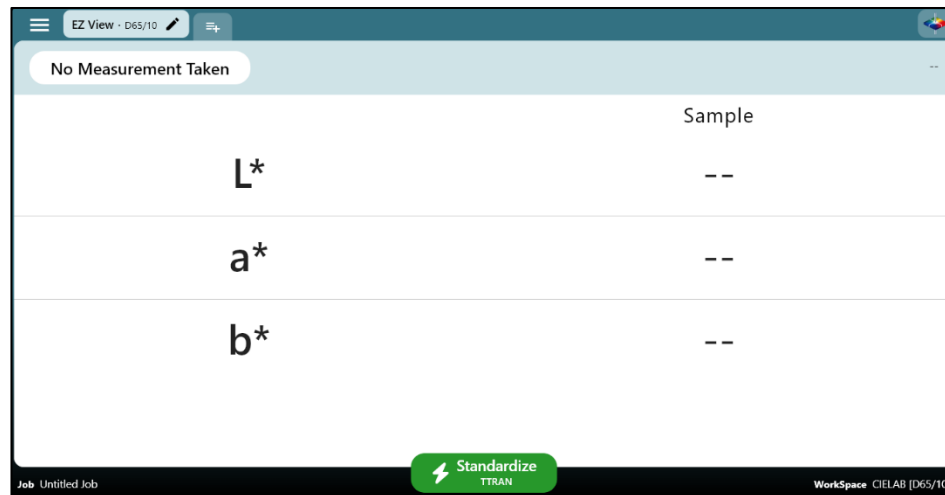 EZ View · D65/10
No Measurement Taken
--
Sample
L* --
a* --
b* --
Standardize
TTRAN
Job Untitled Job
WorkSpace CIELAB [D65/10